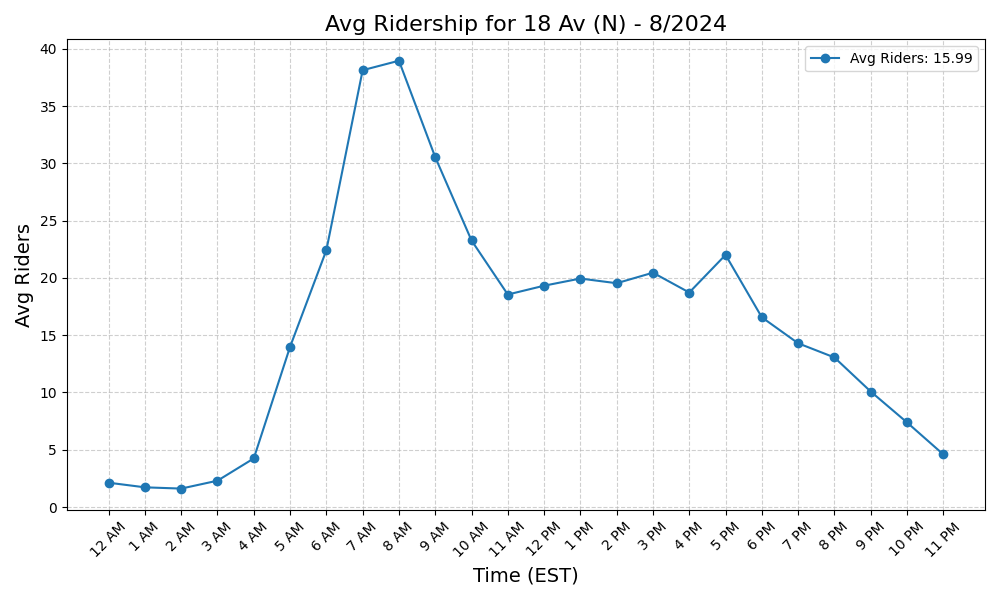 Avg Ridership for 18 Av (N) - 8/2024
Avg Riders: 15.99
Avg Riders
40
35
30
25
20
15
10
5
0
12 AM
1 AM
2 AM
3 AM
4 AM
5 AM
6 AM
7 AM
8 AM
9 AM
10 AM
11 AM
12 PM
1 PM
2 PM
3 PM
4 PM
5 PM
6 PM
7 PM
8 PM
9 PM
10 PM
11 PM
Time (EST)